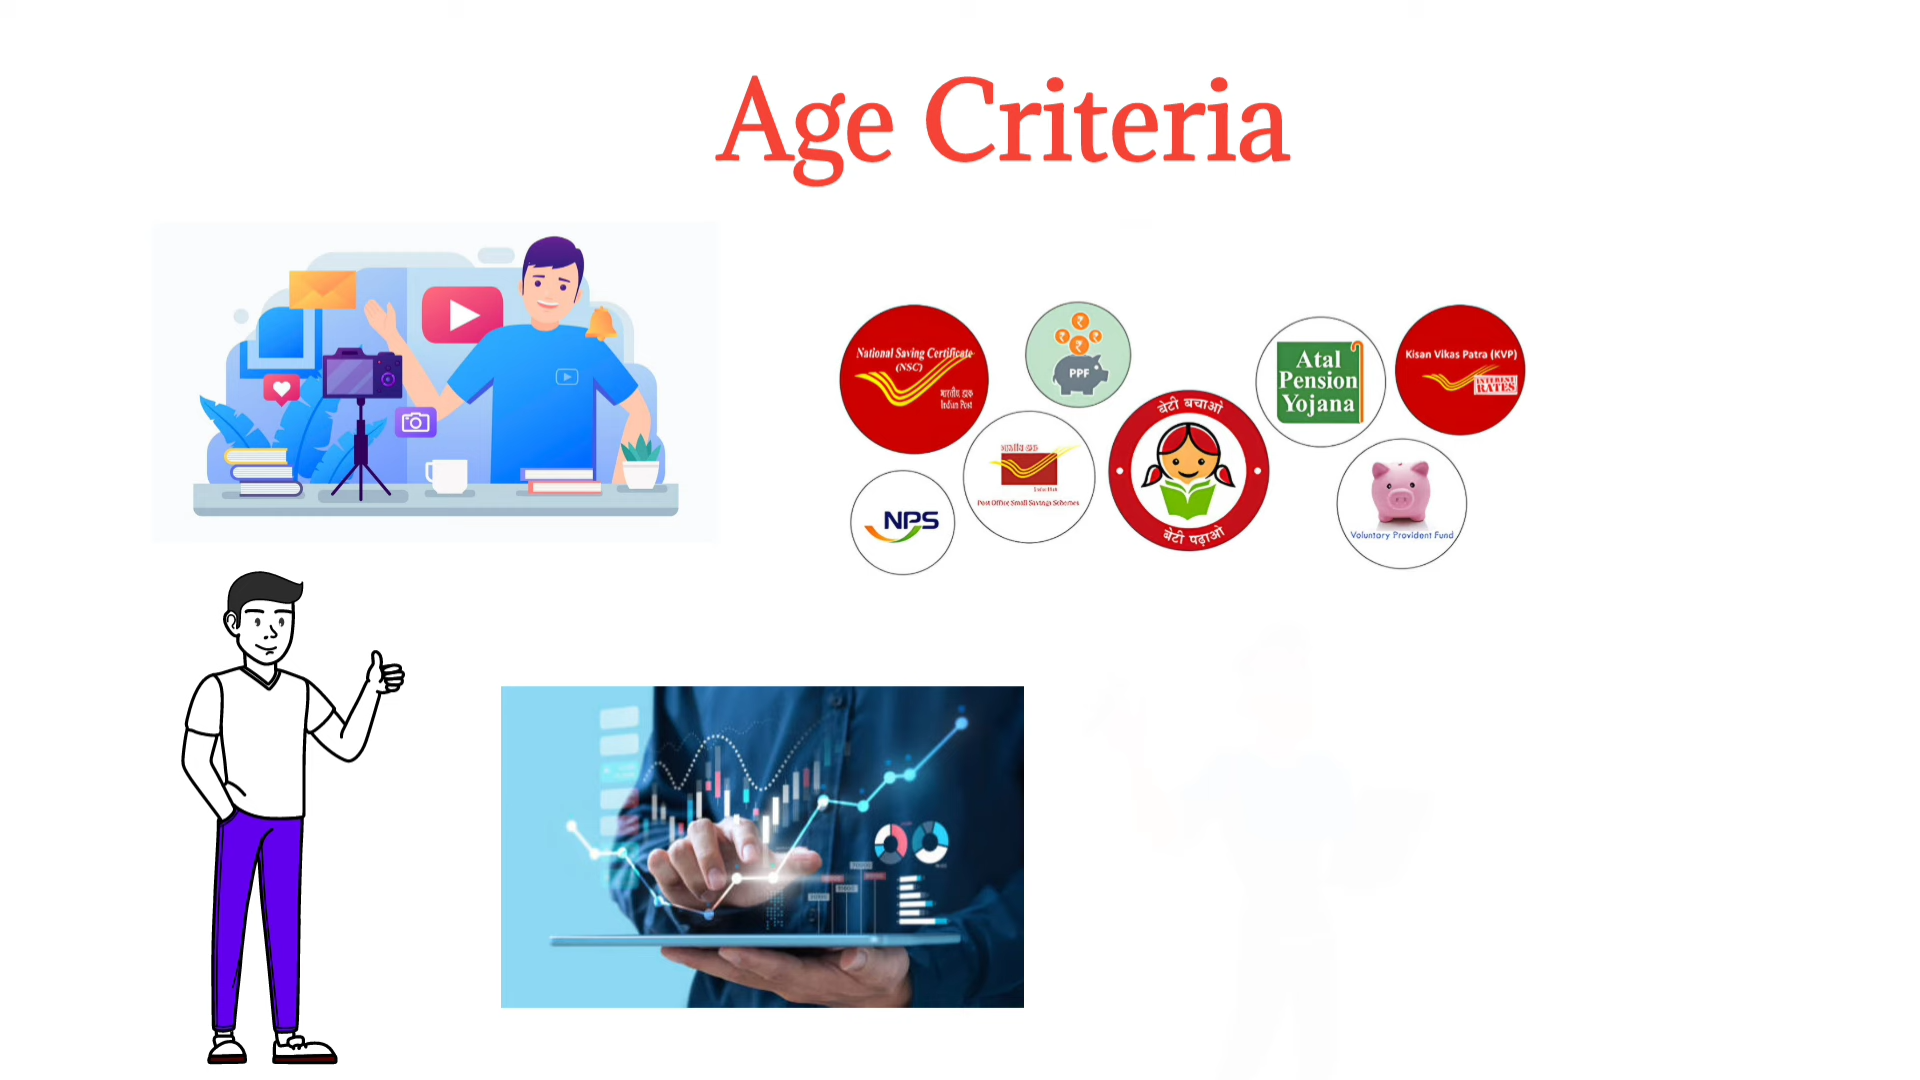 Age Criteria
National Saving Certificate
(NSC)
भारतीय डाक
Indian Post
PPF
Atal
Pension
Yojana
Kisan Vikas Patra (KVP)
INTEREST
RATES
बेटी बचाओ
बेटी पढ़ाओ
भारतीय डाक
Post Office Small Savings Schemes
NPS
Voluntary Provident Fund